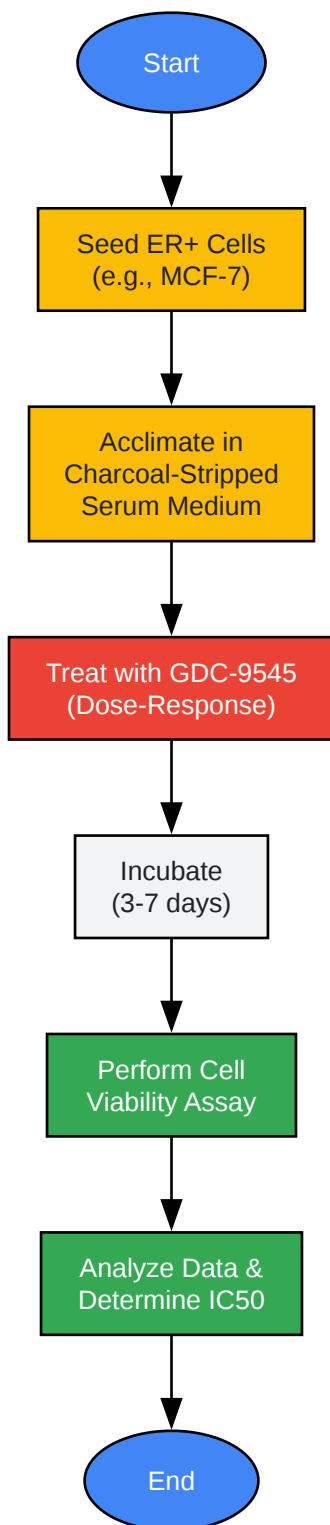 Start
Seed ER+ Cells
(e.g., MCF-7)
Acclimate in
Charcoal-Stripped
Serum Medium
Treat with GDC-9545
(Dose-Response)
Incubate
(3-7 days)
Perform Cell
Viability Assay
Analyze Data &
Determine IC50
End